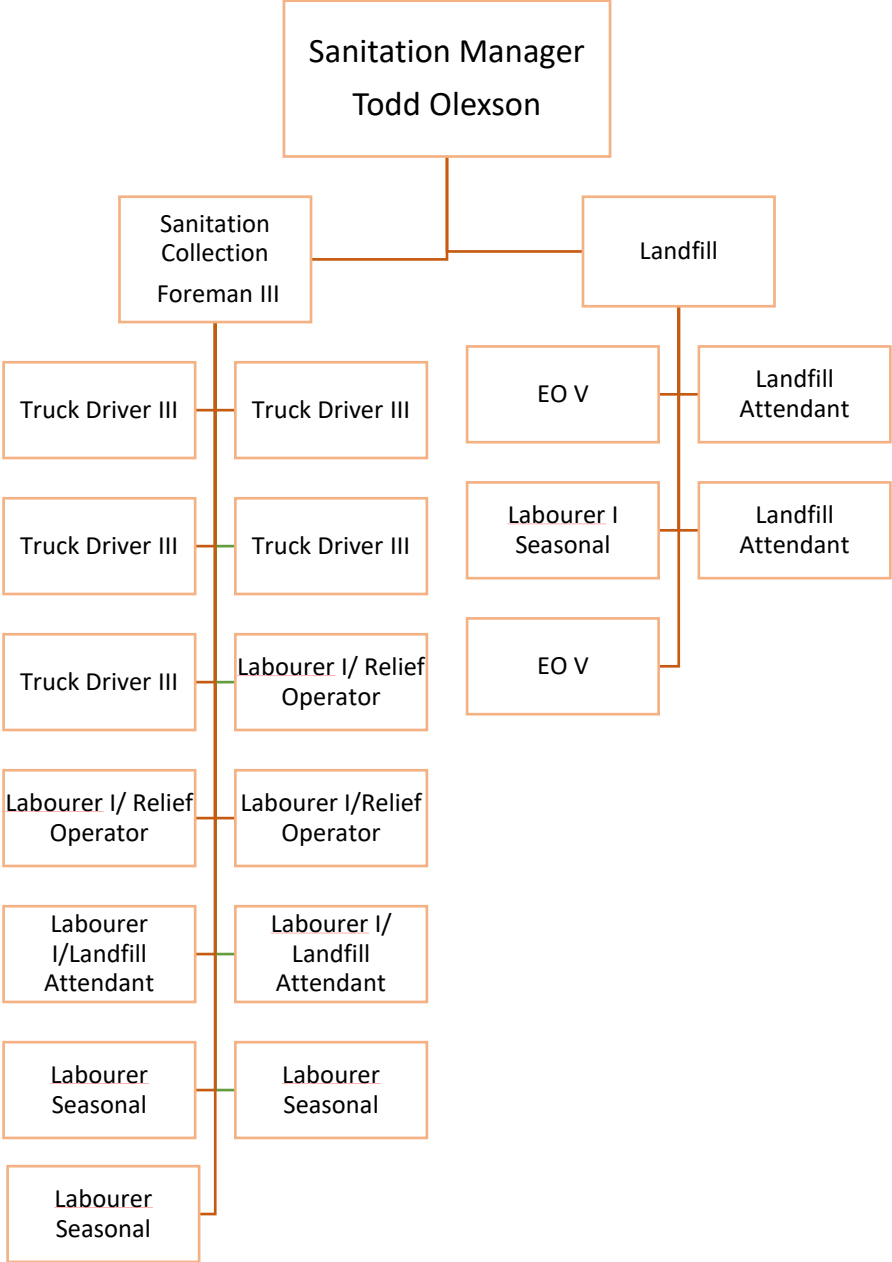 Sanitation Manager
Todd Olexson
Sanitation
Collection
Foreman III
Landfill
Truck Driver III
Truck Driver III
Truck Driver III
Truck Driver III
Truck Driver III
Labourer I/ Relief
Operator
Labourer I/ Relief
Operator
Labourer I/Relief
Operator
Labourer
I/Landfill
Attendant
Labourer I/
Landfill
Attendant
Labourer
Seasonal
Labourer
Seasonal
Labourer
Seasonal
EO V
Landfill
Attendant
Labourer I
Seasonal
Landfill
Attendant
EO V